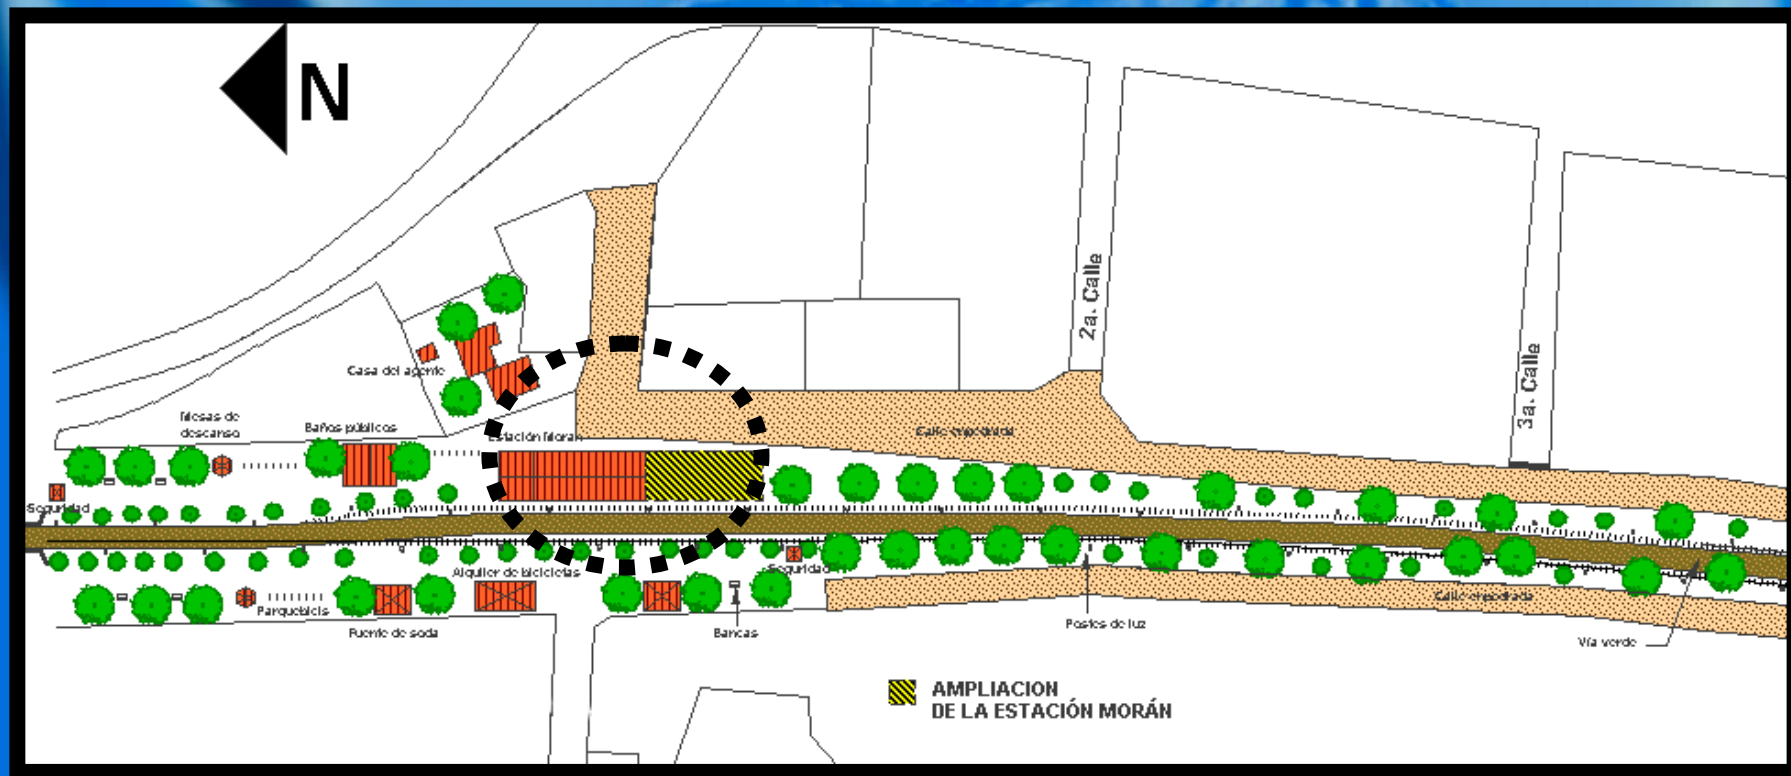 N
2a. Calle
3a. Calle
Casa del agente
Mesas de
descanso
Baños públicos
Estación Morán
Calle empedrada
Seguridad
Alquiler de bicicletas
Seguridad
Parquebicis
Calle empedrada
Fuente de soda
Bancas
Postes de luz
Vía verde
AMPLIACION
DE LA ESTACIÓN MORÁN